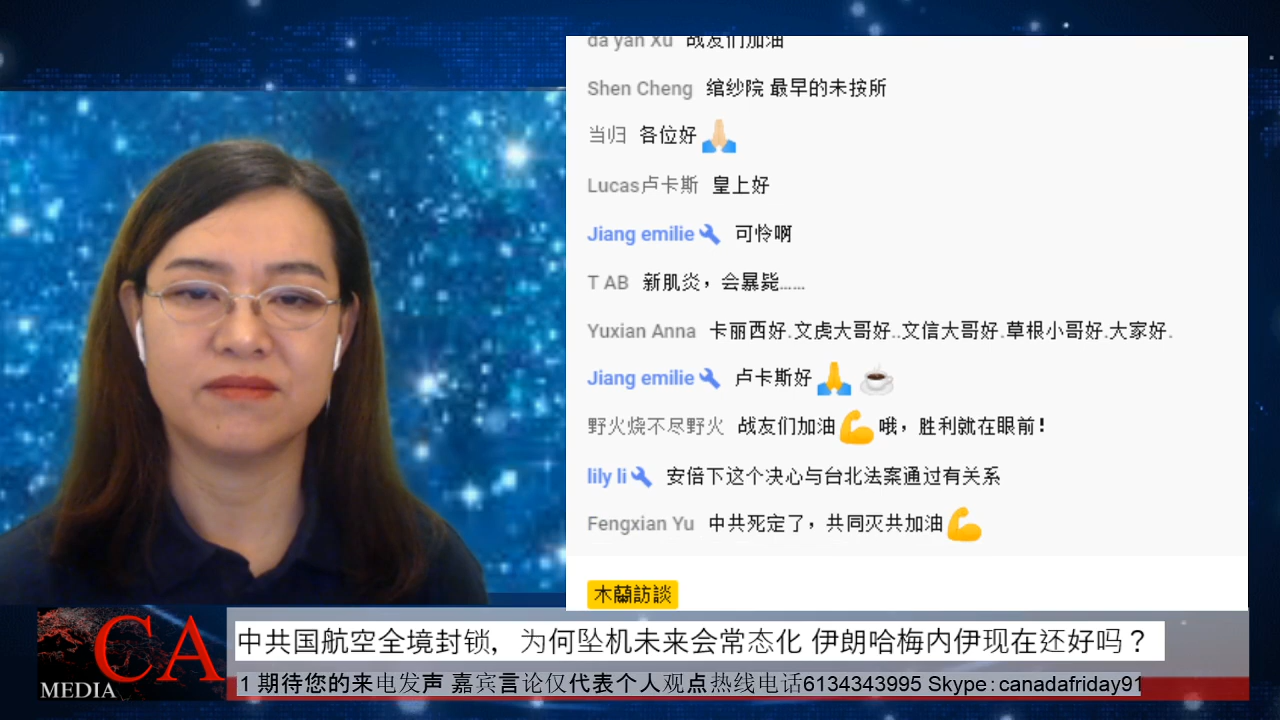 da yan Xu 战友们加油
Shen Cheng 绾纱院 最早的未按所
当归 各位好🙏
Lucas卢卡斯 皇上好
Jiang emilie 可怜啊
T AB 新肌炎，会暴毙……
Yuxian Anna 卡丽西好.文虎大哥好..文信大哥好.草根小哥好.大家好.
Jiang emilie 卢卡斯好🙏☕
野火烧不尽野火 战友们加油💪哦，胜利就在眼前！
lily li 安倍下这个决心与台北法案通过有关系
Fengxian Yu 中共死定了，共同灭共加油💪
木蘭訪談
CA
MEDIA
中共国航空全境封锁，为何坠机未来会常态化 伊朗哈梅内伊现在还好吗？
1 期待您的来电发声 嘉宾言论仅代表个人观点热线电话6134343995 Skype:canadafriday91